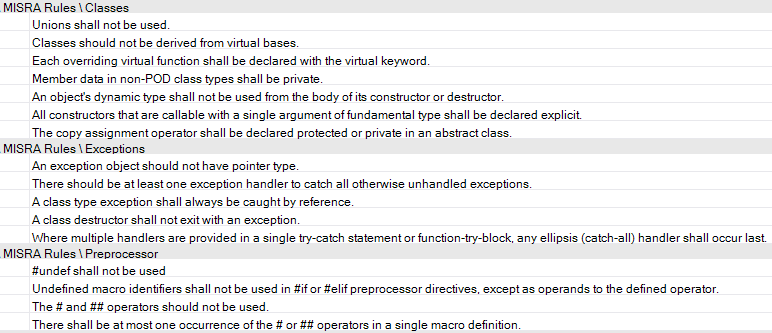 MISRA Rules \ Classes
Unions shall not be used.
Classes should not be derived from virtual bases.
Each overriding virtual function shall be declared with the virtual keyword.
Member data in non-POD class types shall be private.
An object's dynamic type shall not be used from the body of its constructor or destructor.
All constructors that are callable with a single argument of fundamental type shall be declared explicit.
The copy assignment operator shall be declared protected or private in an abstract class.
MISRA Rules \ Exceptions
An exception object should not have pointer type.
There should be at least one exception handler to catch all otherwise unhandled exceptions.
A class type exception shall always be caught by reference.
A class destructor shall not exit with an exception.
Where multiple handlers are provided in a single try-catch statement or function-try-block, any ellipsis (catch-all) handler shall occur last.
MISRA Rules \ Preprocessor
#undef shall not be used
Undefined macro identifiers shall not be used in #if or #elif preprocessor directives, except as operands to the defined operator.
The # and ## operators should not be used.
There shall be at most one occurrence of the # or ## operators in a single macro definition.